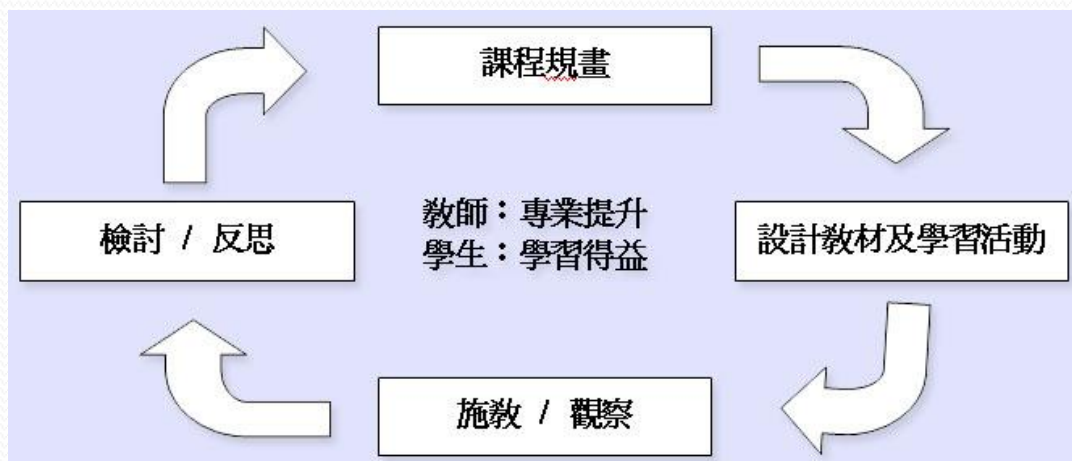 課程規畫
檢討 / 反思
教師：專業提升
學生：學習得益
設計教材及學習活動
施教 / 觀察